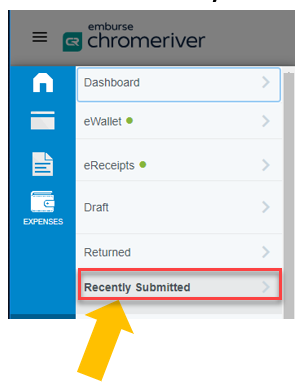 emburse
chromeriver
Dashboard
eWallet
eReceipts
Draft
EXPENSES
Returned
Recently Submitted